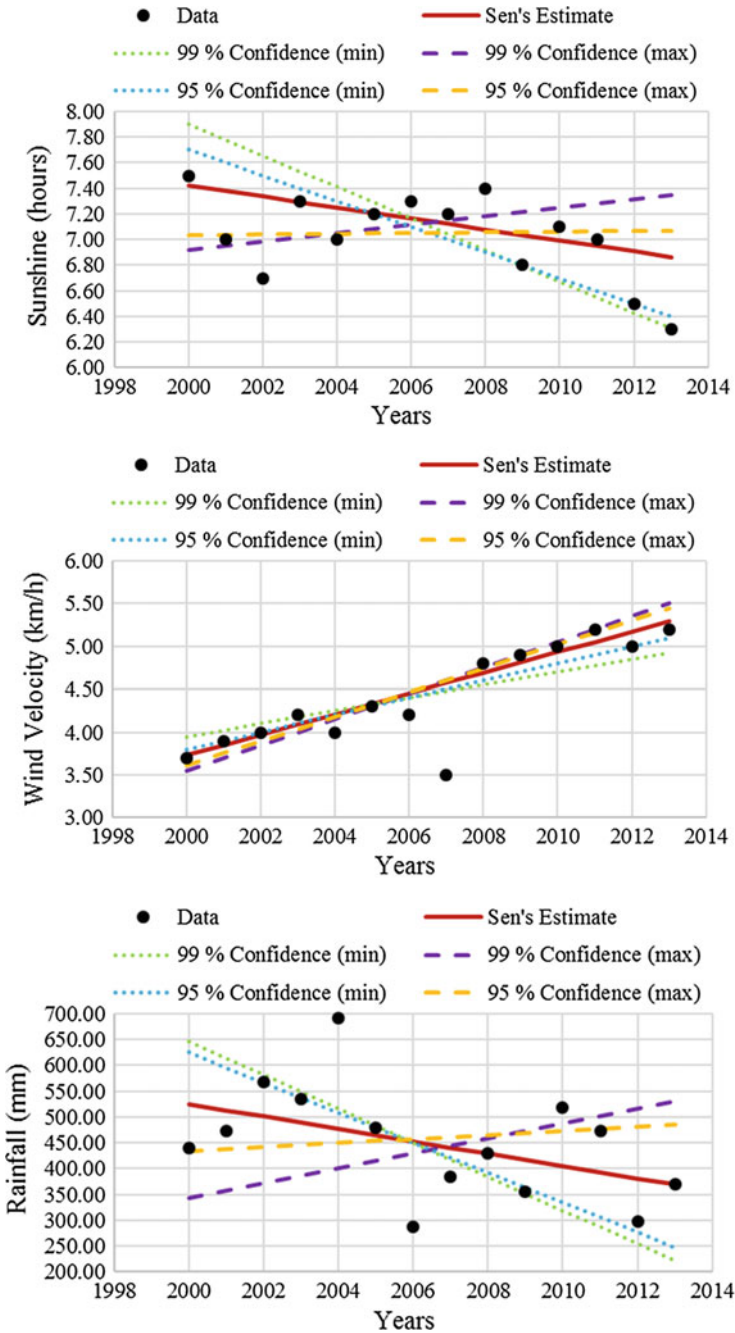 Data Sen's Estimate
99 % Confidence (min) 99 % Confidence (max)
95 % Confidence (min) 95 % Confidence (max)
8.00
7.80
7.60
7.40
7.20
7.00
6.80
6.60
6.40
6.20
6.00
Sunshine (hours)
1998 2000 2002 2004 2006 2008 2010 2012 2014
Years
Data Sen's Estimate
99 % Confidence (min) 99 % Confidence (max)
95 % Confidence (min) 95 % Confidence (max)
6.00
5.50
5.00
4.50
4.00
3.50
3.00
Wind Velocity (km/h)
1998 2000 2002 2004 2006 2008 2010 2012 2014
Years
Data Sen's Estimate
99 % Confidence (min) 99 % Confidence (max)
95 % Confidence (min) 95 % Confidence (max)
700.00
650.00
600.00
550.00
500.00
450.00
400.00
350.00
300.00
250.00
200.00
Rainfall (mm)
1998 2000 2002 2004 2006 2008 2010 2012 2014
Years